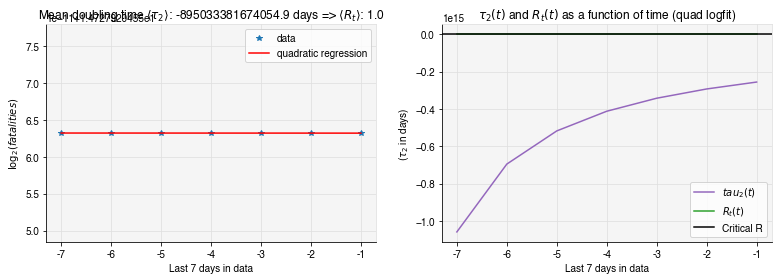 Mean doubling time ⟨τ₂⟩: -895033381674054.9 days => ⟨Rₜ⟩: 1.0
7.5
7.0
6.5
6.0
5.5
5.0
log₂(fatalities)
data
quadratic regression
-7 -6 -5 -4 -3 -2 -1
Last 7 days in data
τ₂(t) and Rₜ(t) as a function of time (quad logfit)
1e15
0.0
−0.2
−0.4
−0.6
−0.8
−1.0
(τ₂ in days)
tau₂(t)
Rₜ(t)
Critical R
-7 -6 -5 -4 -3 -2 -1
Last 7 days in data